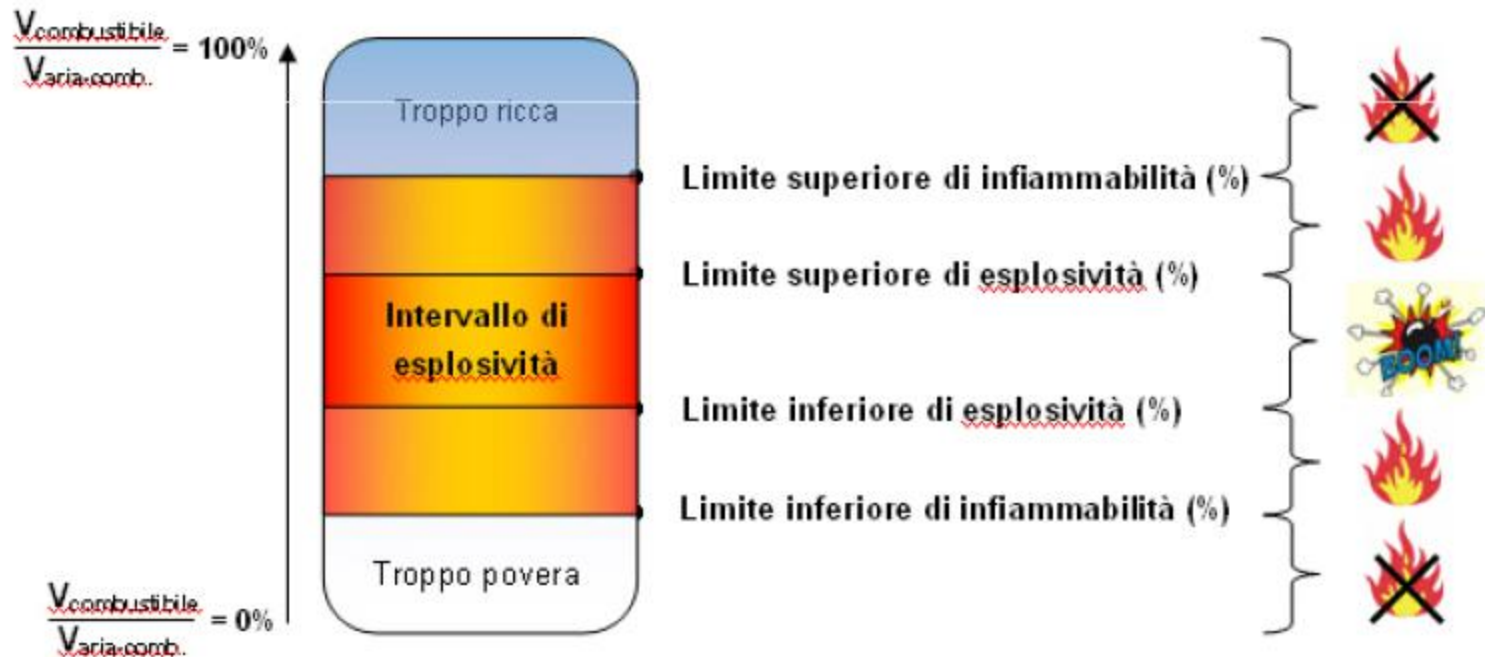 Vcombustibile
Varia-comb. = 100%
Troppo ricca
Limite superiore di infiammabilità (%)
Limite superiore di esplosività (%)
Intervallo di
esplosività
BOOM!
Limite inferiore di esplosività (%)
Limite inferiore di infiammabilità (%)
Troppo povera
Vcombustibile
Varia-comb. = 0%